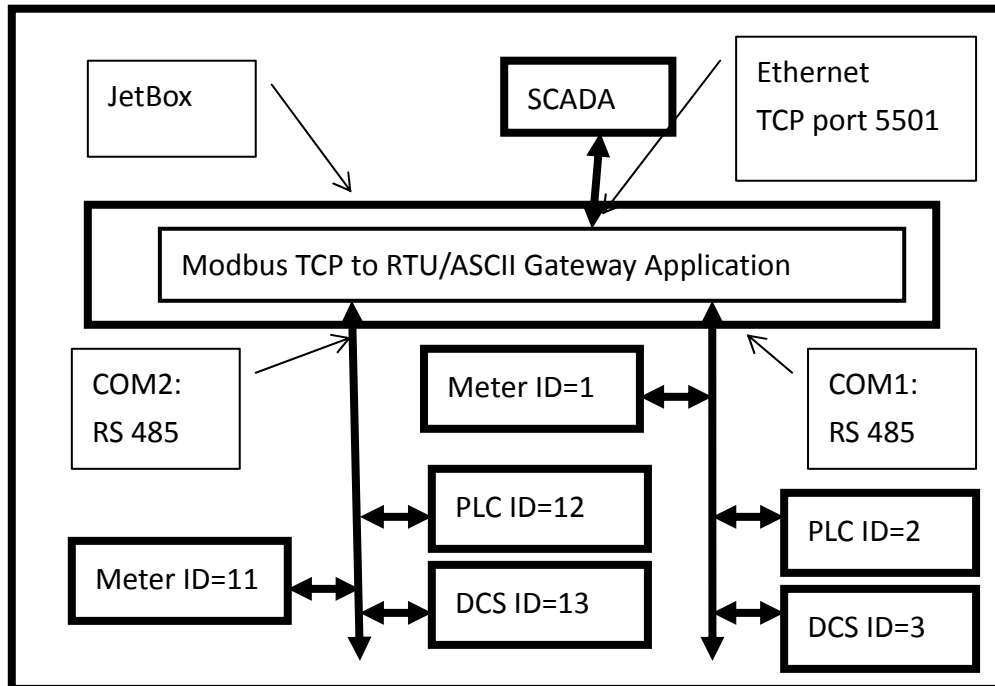 JetBox
SCADA
Ethernet
TCP port 5501
Modbus TCP to RTU/ASCII Gateway Application
COM2:
RS 485
Meter ID=1
COM1:
RS 485
PLC ID=12
PLC ID=2
Meter ID=11
DCS ID=13
DCS ID=3